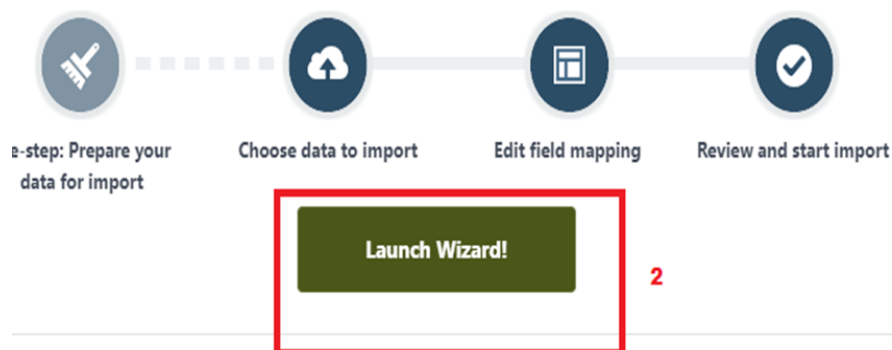 e-step: Prepare your
data for import
Choose data to import
Edit field mapping
Review and start import
Launch Wizard!
2